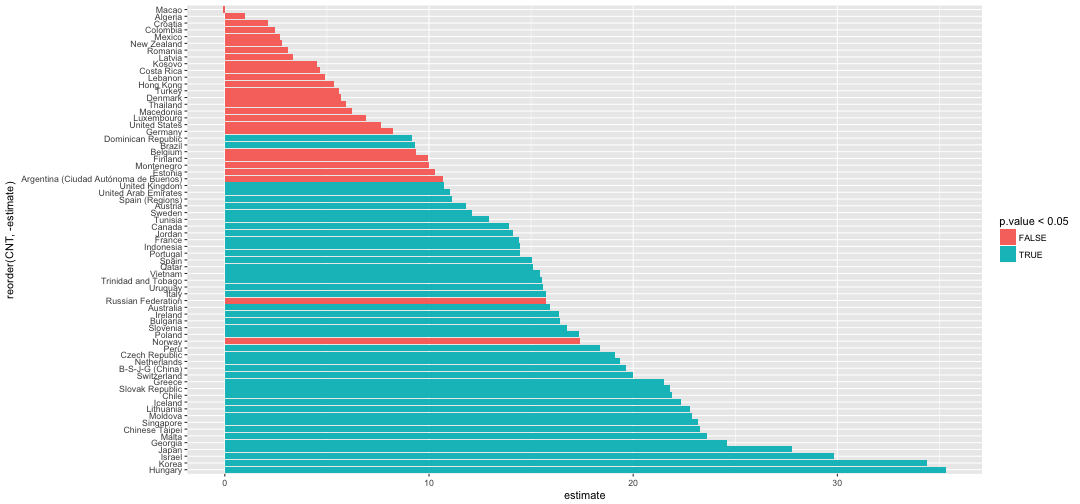 Macao
Algeria
Croatia
Colombia
Mexico
New Zealand
Romania
Latvia
Kosovo
Costa Rica
Lebanon
Hong Kong
Turkey
Denmark
Thailand
Macedonia
Luxembourg
United States
Germany
Dominican Republic
Brazil
Belgium
Finland
Montenegro
Estonia
Argentina (Ciudad Autónoma de Buenos)
United Kingdom
United Arab Emirates
Spain (Regions)
Austria
Sweden
Tunisia
Canada
Jordan
France
Indonesia
Portugal
Spain
Qatar
Vietnam
Trinidad and Tobago
Uruguay
Italy
Russian Federation
Australia
Ireland
Bulgaria
Slovenia
Poland
Norway
Peru
Czech Republic
Netherlands
B-S-J-G (China)
Switzerland
Greece
Slovak Republic
Chile
Iceland
Lithuania
Moldova
Singapore
Chinese Taipei
Malta
Georgia
Japan
Israel
Korea
Hungary
reorder(CNT, -estimate)
0 10 20 30
estimate
p.value < 0.05
FALSE
TRUE